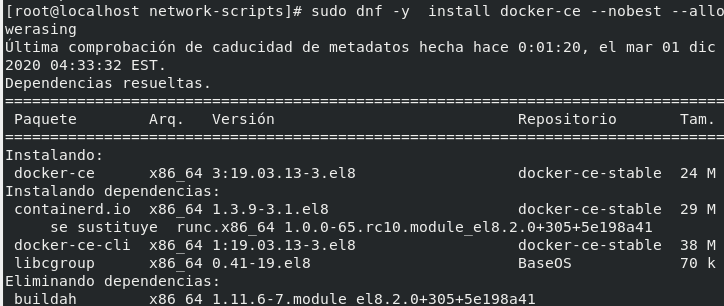 [root@localhost network-scripts]# sudo dnf -y  install docker-ce --nobest --allo
werasing
Última comprobación de caducidad de metadatos hecha hace 0:01:20, el mar 01 dic
2020 04:33:32 EST.
Dependencias resueltas.
================================================================================
 Paquete        Arq.   Versión                           Repositorio       Tam.
================================================================================
Instalando:
 docker-ce      x86_64 3:19.03.13-3.el8                  docker-ce-stable  24 M
Instalando dependencias:
 containerd.io  x86_64 1.3.9-3.1.el8                     docker-ce-stable  29 M
     se sustituye  runc.x86_64 1.0.0-65.rc10.module_el8.2.0+305+5e198a41
 docker-ce-cli  x86_64 1:19.03.13-3.el8                  docker-ce-stable  38 M
 libcgroup      x86_64 0.41-19.el8                       BaseOS            70 k
Eliminando dependencias:
 buildah        x86_64 1.11.6-7.module_el8.2.0+305+5e198a41